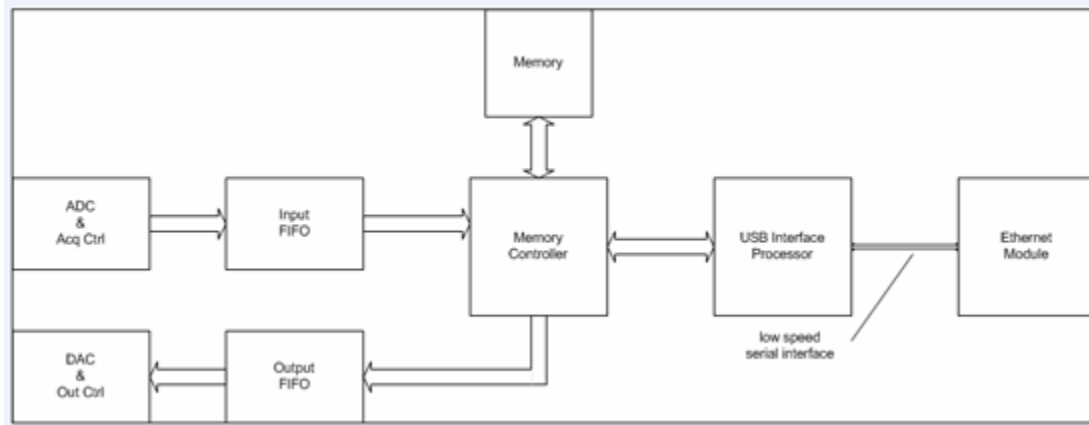 Memory
ADC
&
Acq Ctrl
Input
FIFO
Memory
Controller
USB Interface
Processor
Ethernet
Module
low speed
serial interface
DAC
&
Out Ctrl
Output
FIFO